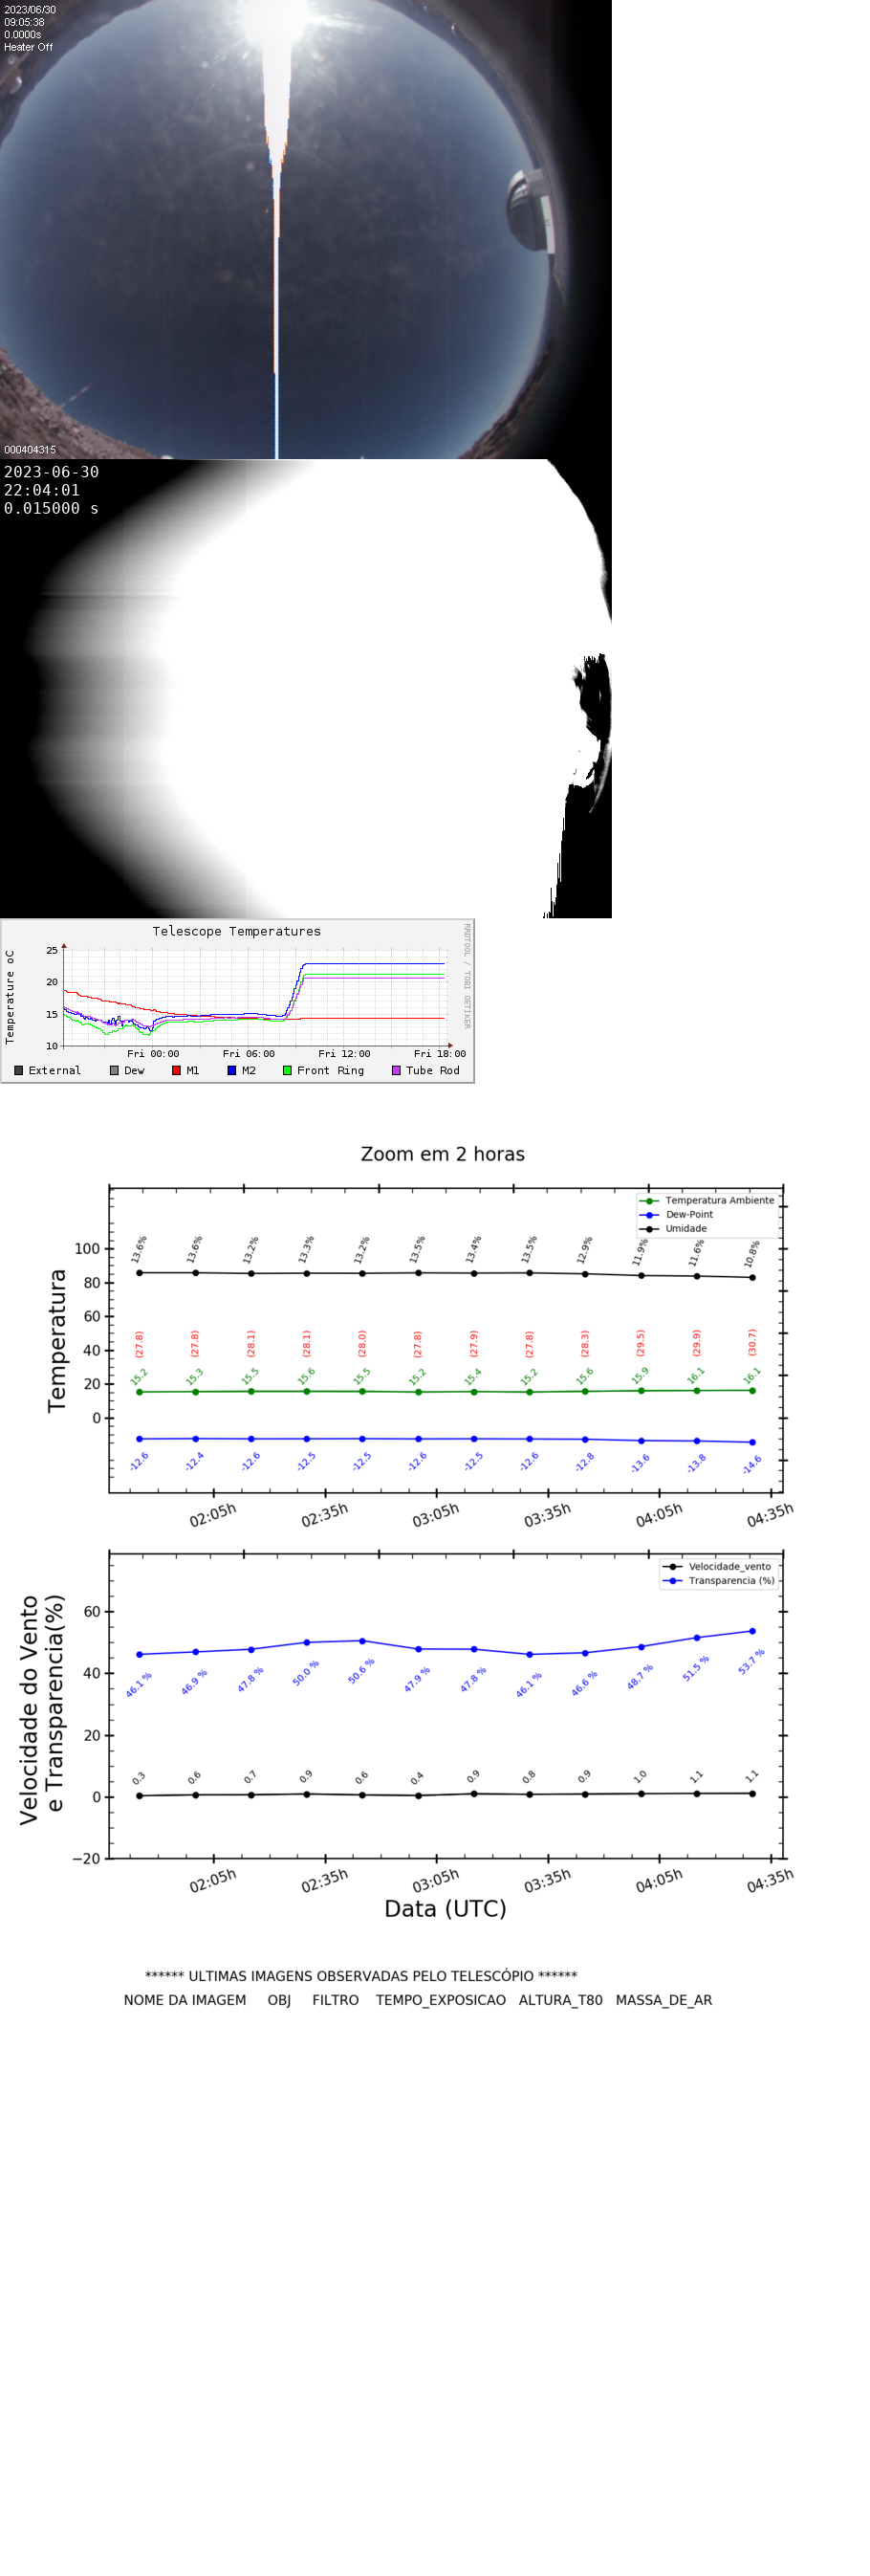 2023/06/30
09:05:38
0.0000s
Heater Off
000404315
2023-06-30
22:04:01
0.015000 s
Telescope Temperatures
RRDTOOL / TOBI OETIKER
Temperature oC
25
20
15
10
Fri 00:00 Fri 06:00 Fri 12:00 Fri 18:00
External Dew M1 M2 Front Ring Tube Rod
Zoom em 2 horas
Temperatura Ambiente
Dew-Point
Umidade
Temperatura
100
80
60
40
20
0
13.6% 13.6% 13.2% 13.3% 13.2% 13.5% 13.4% 13.5% 12.9% 11.9% 11.6% 10.8%
(27.8) (27.8) (28.1) (28.1) (28.0) (27.8) (27.9) (27.8) (28.3) (29.5) (29.9) (30.7)
15.2 15.3 15.5 15.6 15.5 15.2 15.4 15.2 15.6 15.9 16.1 16.1
-12.6 -12.4 -12.6 -12.5 -12.5 -12.6 -12.5 -12.6 -12.8 -13.6 -13.8 -14.6
02:05h 02:35h 03:05h 03:35h 04:05h 04:35h
Velocidade_vento
Transparencia (%)
Velocidade do Vento
e Transparencia(%)
60
40
20
0
−20
46.1 % 46.9 % 47.8 % 50.0 % 50.6 % 47.9 % 47.8 % 46.1 % 46.6 % 48.7 % 51.5 % 53.7 %
0.3 0.6 0.7 0.9 0.6 0.4 0.9 0.8 0.9 1.0 1.1 1.1
02:05h 02:35h 03:05h 03:35h 04:05h 04:35h
Data (UTC)
****** ULTIMAS IMAGENS OBSERVADAS PELO TELESCÓPIO ******
NOME DA IMAGEM OBJ FILTRO TEMPO_EXPOSICAO ALTURA_T80 MASSA_DE_AR